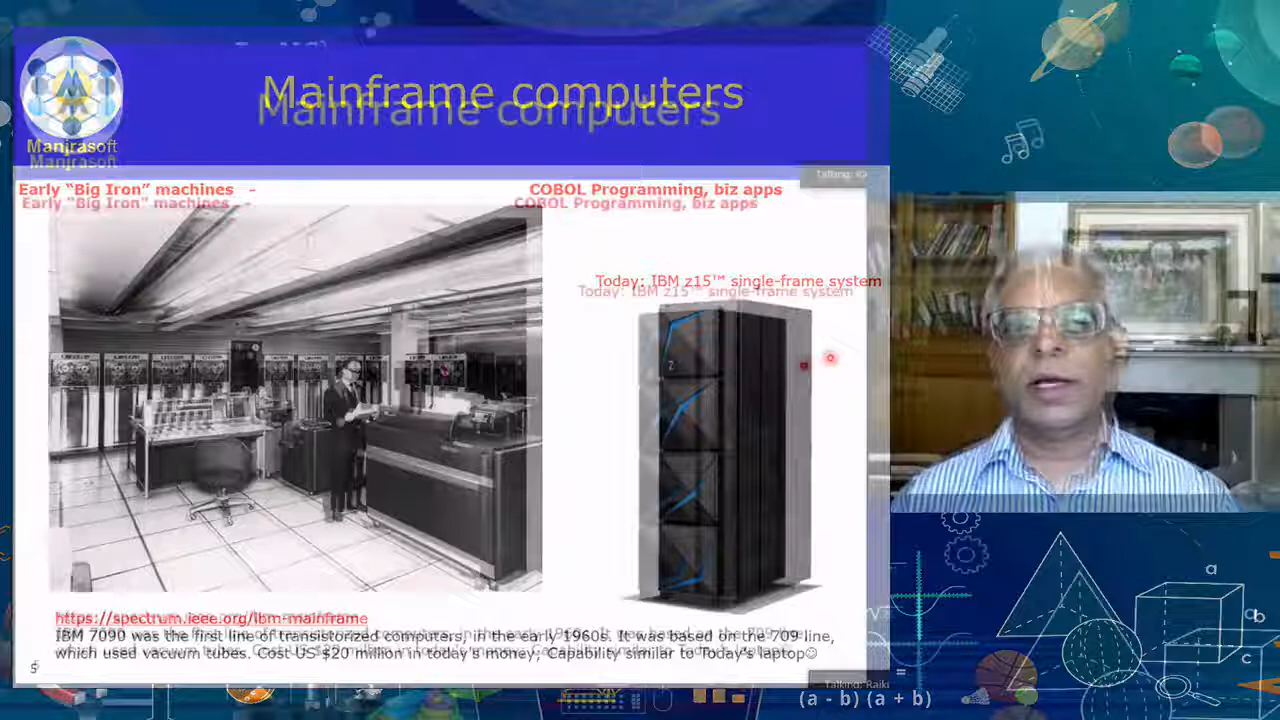 Mainframe computers
Manjrasoft
Early “Big Iron” machines -
COBOL Programming, biz apps
Today: IBM z15™ single-frame system
https://spectrum.ieee.org/ibm-mainframe
IBM 7090 was the first line of transistorized computers, in the early 1960s. It was based on the 709 line,
which used vacuum tubes. Cost US $20 million in today's money; Capability similar to Today's laptop☺
5
Talking:
Talking:
a
b
c
=
(a - b) (a + b)